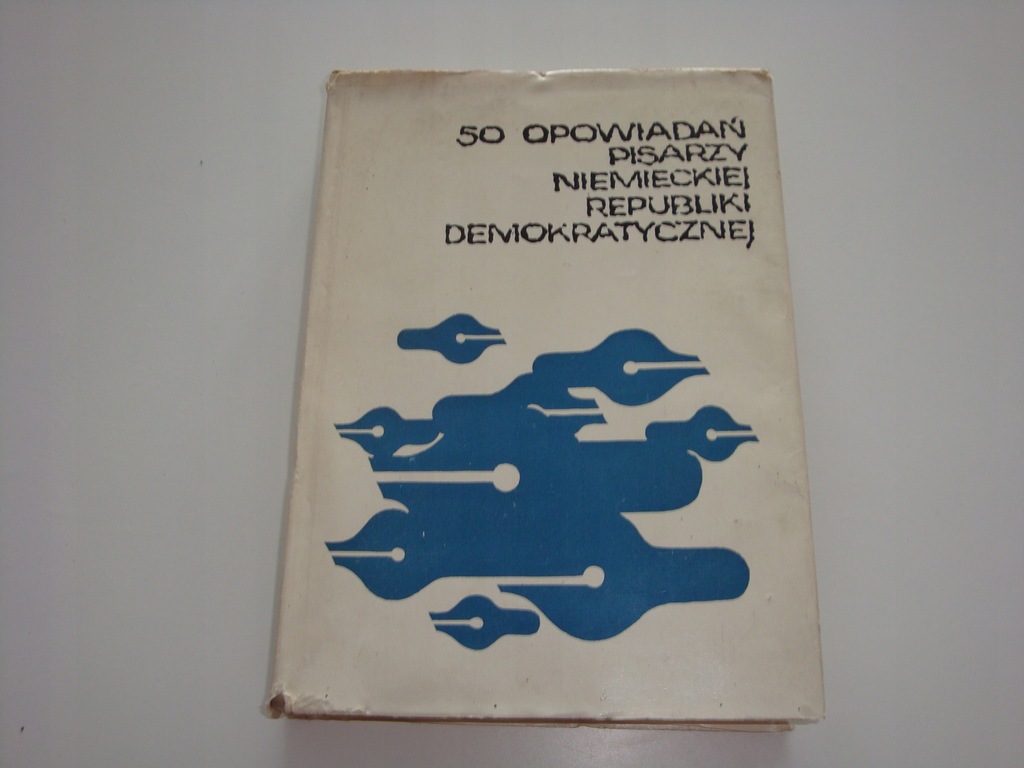 50 OPOWIADAŃ
PISARZY
NIEMIECKIEJ
REPUBLIKI
DEMOKRATYCZNEJ